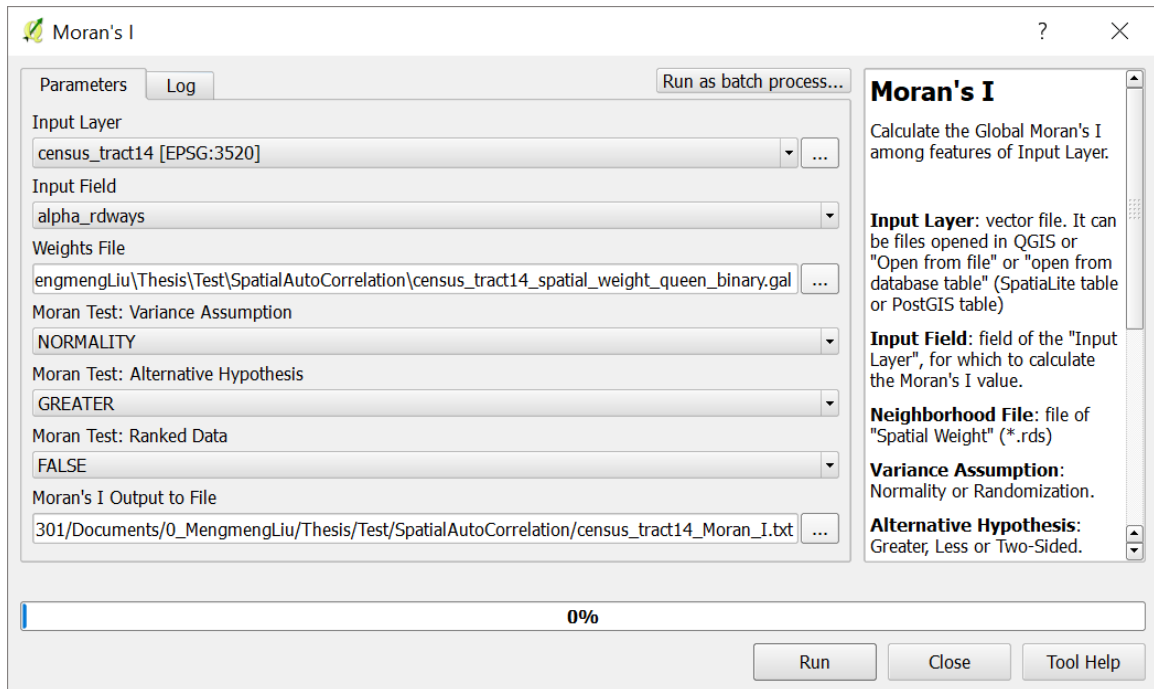 Moran's I
?
Parameters
Log
Run as batch process...
Input Layer
census_tract14 [EPSG:3520]
...
Input Field
alpha_rdways
Weights File
engmengLiu\Thesis\Test\SpatialAutoCorrelation\census_tract14_spatial_weight_queen_binary.gal
...
Moran Test: Variance Assumption
NORMALITY
Moran Test: Alternative Hypothesis
GREATER
Moran Test: Ranked Data
FALSE
Moran's I Output to File
301/Documents/0_MengmengLiu/Thesis/Test/SpatialAutoCorrelation/census_tract14_Moran_I.txt
...
Moran's I
Calculate the Global Moran's I
among features of Input Layer.
Input Layer: vector file. It can
be files opened in QGIS or
"Open from file" or "open from
database table" (SpatiaLite table
or PostGIS table)
Input Field: field of the "Input
Layer", for which to calculate
the Moran's I value.
Neighborhood File: file of
"Spatial Weight" (*.rds)
Variance Assumption:
Normality or Randomization.
Alternative Hypothesis:
Greater, Less or Two-Sided.
0%
Run
Close
Tool Help